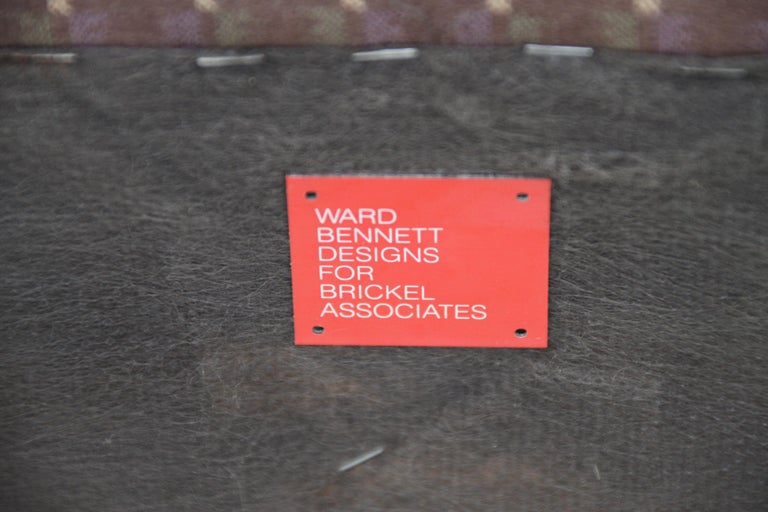 WARD
BENNETT
DESIGNS
FOR
BRICKEL
ASSOCIATES